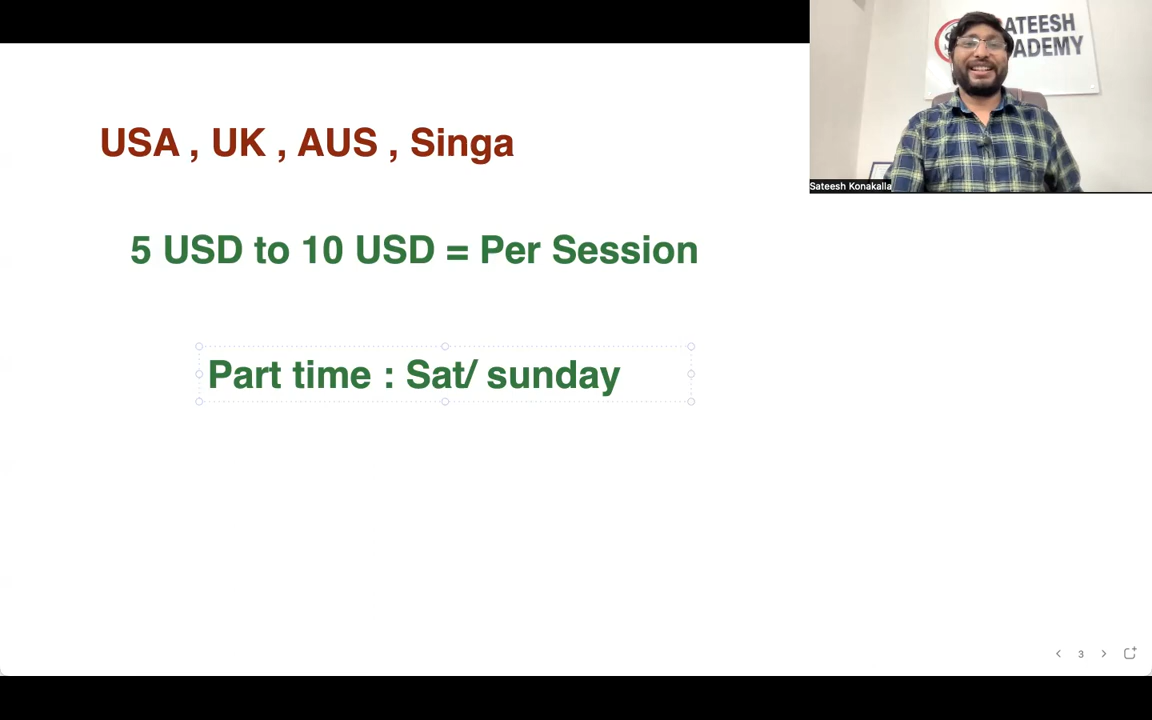 ATEESH
ADEMY
Sateesh Konakalla
USA , UK , AUS , Singa
5 USD to 10 USD = Per Session
Part time : Sat/ sunday
3